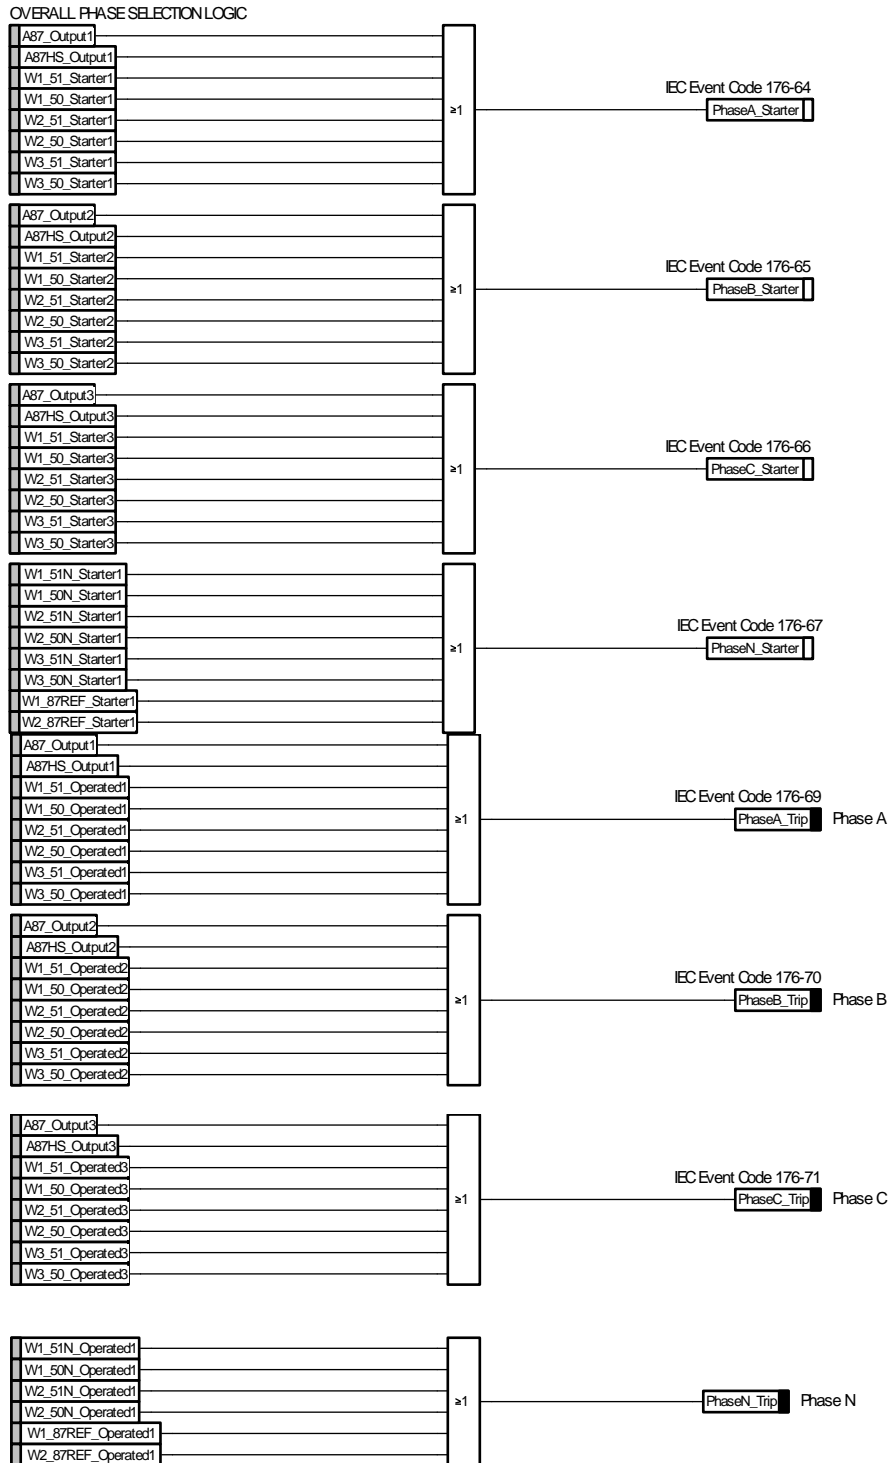 OVERALL PHASE SELECTION LOGIC
A87_Output1
A87HS_Output1
W1_51_Starter1
W1_50_Starter1
W2_51_Starter1
W2_50_Starter1
W3_51_Starter1
W3_50_Starter1
≥1
IEC Event Code 176-64
PhaseA_Starter
A87_Output2
A87HS_Output2
W1_51_Starter2
W1_50_Starter2
W2_51_Starter2
W2_50_Starter2
W3_51_Starter2
W3_50_Starter2
≥1
IEC Event Code 176-65
PhaseB_Starter
A87_Output3
A87HS_Output3
W1_51_Starter3
W1_50_Starter3
W2_51_Starter3
W2_50_Starter3
W3_51_Starter3
W3_50_Starter3
≥1
IEC Event Code 176-66
PhaseC_Starter
W1_51N_Starter1
W1_50N_Starter1
W2_51N_Starter1
W2_50N_Starter1
W3_51N_Starter1
W3_50N_Starter1
W1_87REF_Starter1
W2_87REF_Starter1
≥1
IEC Event Code 176-67
PhaseN_Starter
A87_Output1
A87HS_Output1
W1_51_Operated1
W1_50_Operated1
W2_51_Operated1
W2_50_Operated1
W3_51_Operated1
W3_50_Operated1
≥1
IEC Event Code 176-69
PhaseA_Trip Phase A
A87_Output2
A87HS_Output2
W1_51_Operated2
W1_50_Operated2
W2_51_Operated2
W2_50_Operated2
W3_51_Operated2
W3_50_Operated2
≥1
IEC Event Code 176-70
PhaseB_Trip Phase B
A87_Output3
A87HS_Output3
W1_51_Operated3
W1_50_Operated3
W2_51_Operated3
W2_50_Operated3
W3_51_Operated3
W3_50_Operated3
≥1
IEC Event Code 176-71
PhaseC_Trip Phase C
W1_51N_Operated1
W1_50N_Operated1
W2_51N_Operated1
W2_50N_Operated1
W1_87REF_Operated1
W2_87REF_Operated1
≥1
PhaseN_Trip Phase N